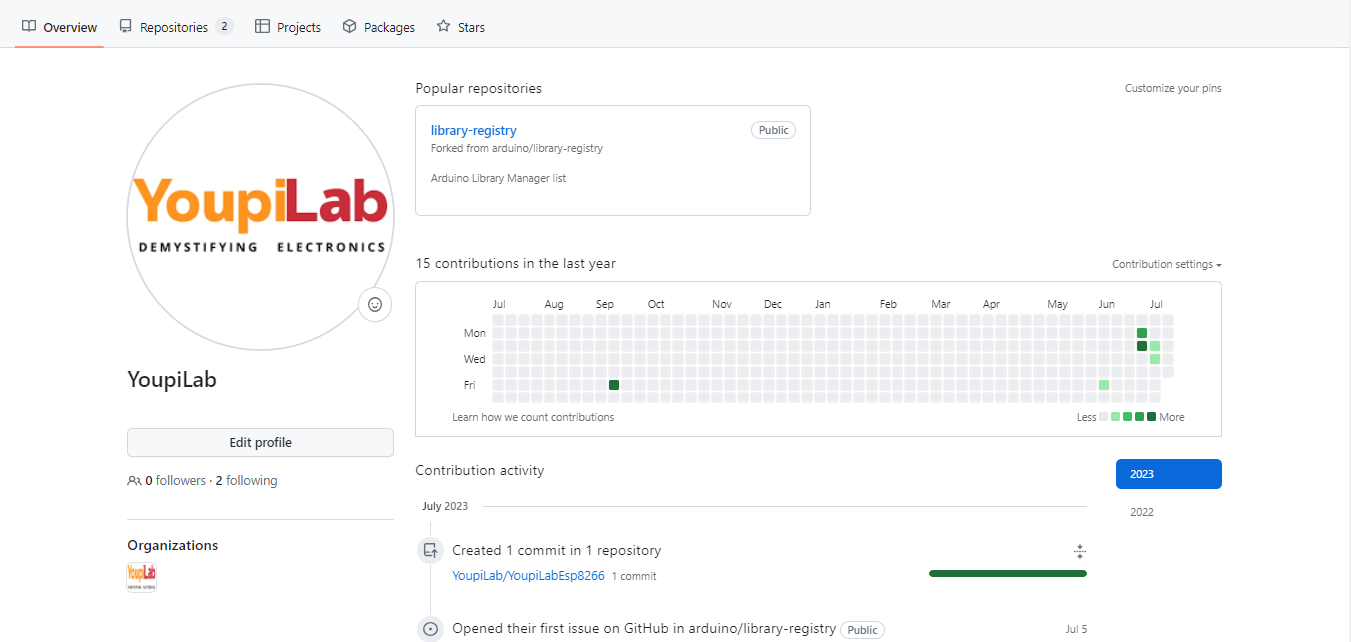 Overview Repositories 2 Projects Packages Stars
YoupiLab
DEMYSTIFYING ELECTRONICS
YoupiLab
Edit profile
0 followers · 2 following
Organizations
YoupiLab
Popular repositories Customize your pins
library-registry Public
Forked from arduino/library-registry
Arduino Library Manager list
15 contributions in the last year Contribution settings
Jul Aug Sep Oct Nov Dec Jan Feb Mar Apr May Jun Jul
Mon
Wed
Fri
Learn how we count contributions Less More
Contribution activity 2023
2022
July 2023
Created 1 commit in 1 repository
YoupiLab/YoupiLabEsp8266 1 commit
Opened their first issue on GitHub in arduino/library-registry Public Jul 5